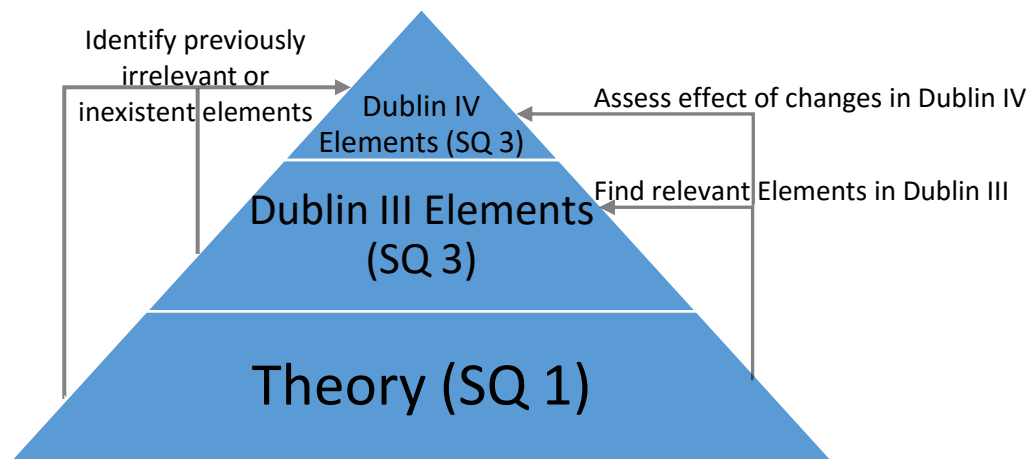 Identify previously
irrelevant or
inexistent elements
Dublin IV
Elements (SQ 3)
Assess effect of changes in Dublin IV
Find relevant Elements in Dublin III
Dublin III Elements
(SQ 3)
Theory (SQ 1)